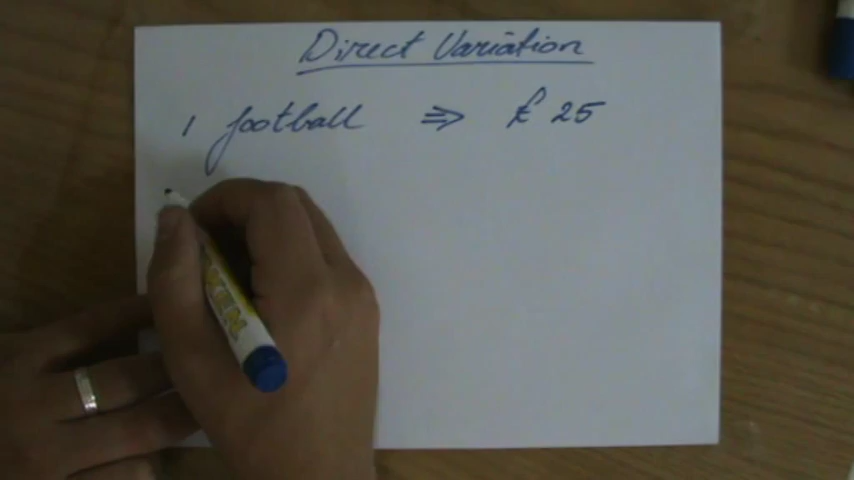 Direct Variation
1 football ⇒ £ 25